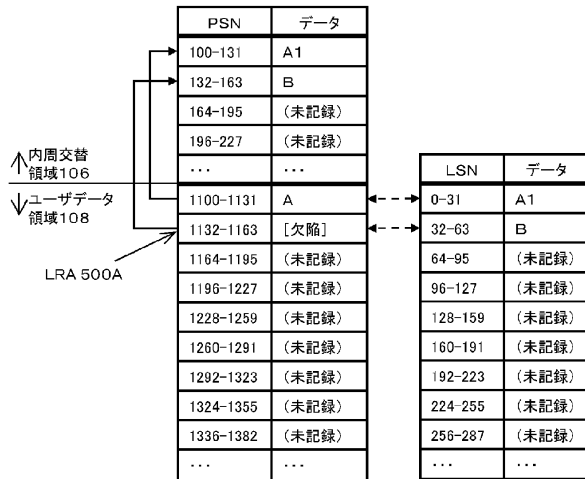 PSN データ
100-131 A1
132-163 B
164-195 (未記録)
196-227 (未記録)
... ...
1100-1131 A
1132-1163 [欠陥]
1164-1195 (未記録)
1196-1227 (未記録)
1228-1259 (未記録)
1260-1291 (未記録)
1292-1323 (未記録)
1324-1355 (未記録)
1336-1382 (未記録)
... ...
内周交替
領域106
ユーザデータ
領域108
LRA 500A
LSN データ
0-31 A1
32-63 B
64-95 (未記録)
96-127 (未記録)
128-159 (未記録)
160-191 (未記録)
192-223 (未記録)
224-255 (未記録)
256-287 (未記録)
... ...